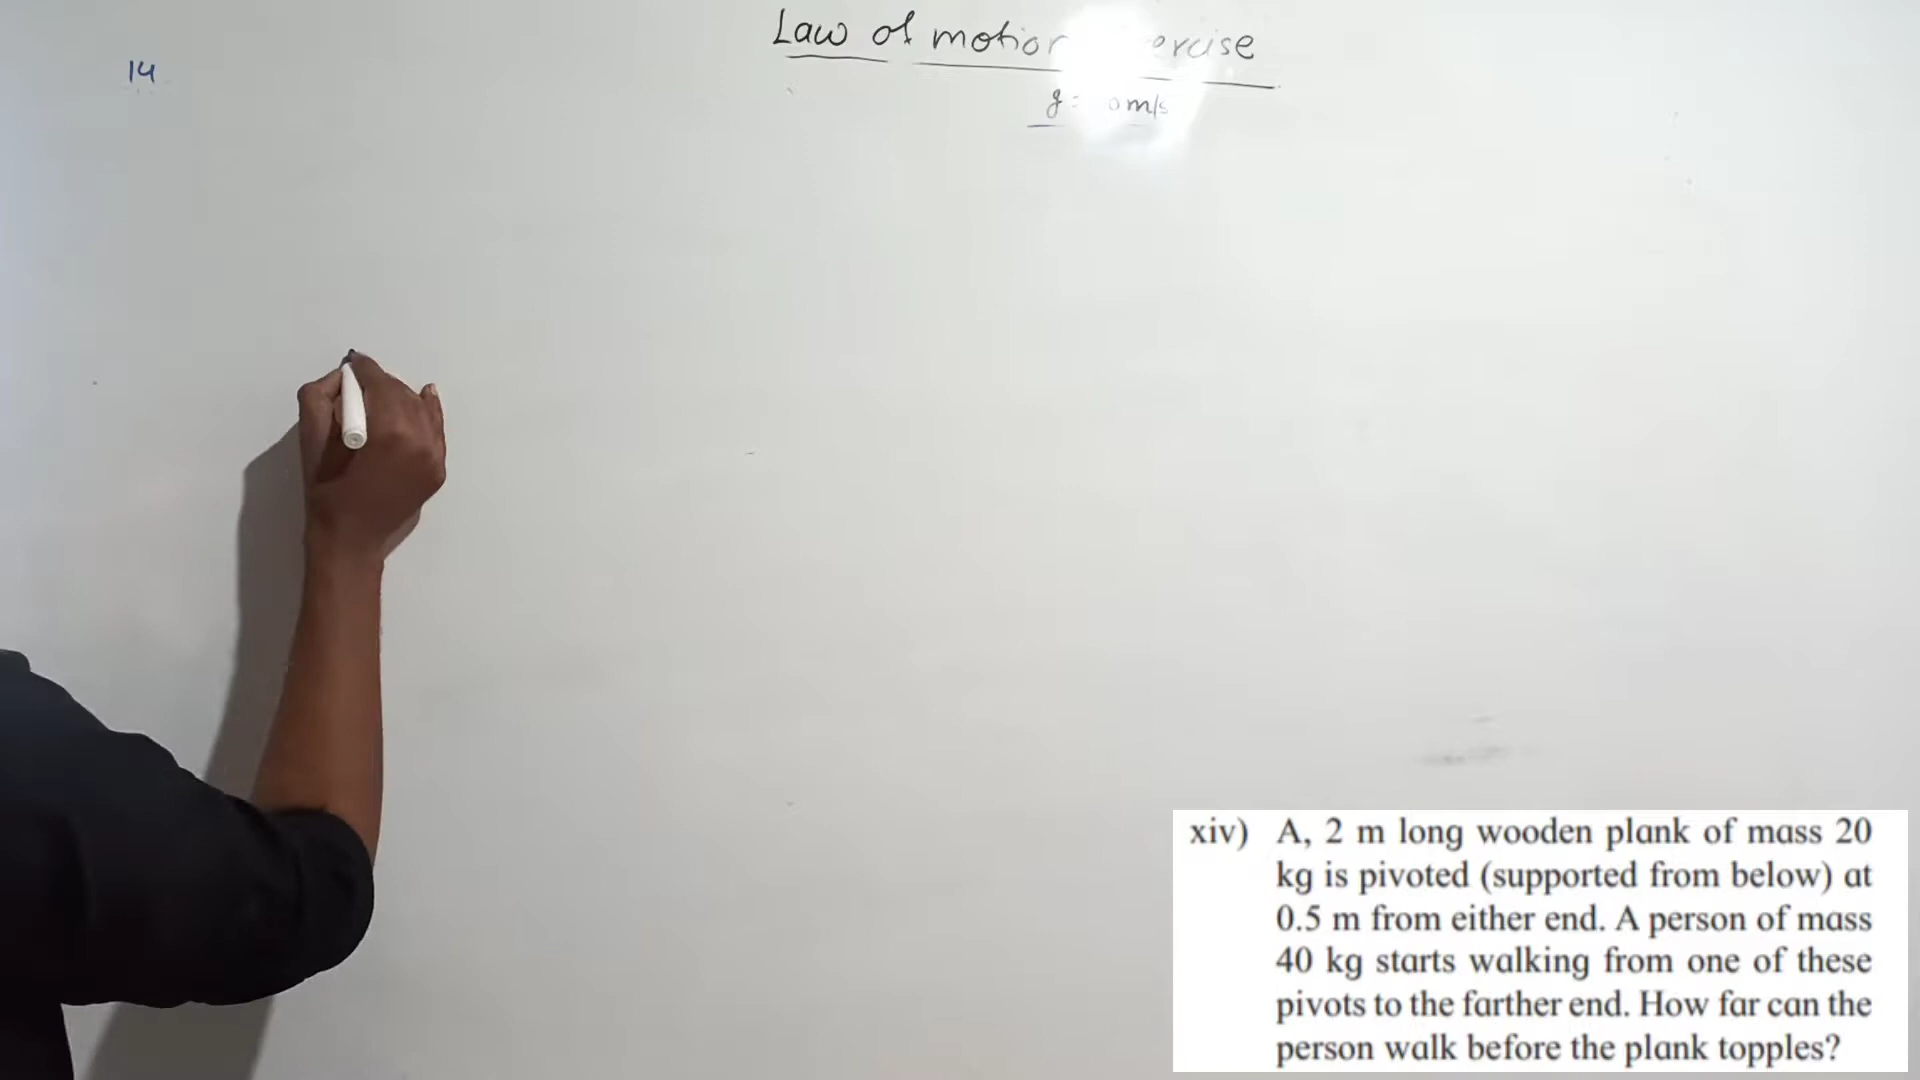 Law of motion ercise
14
g = 0 m/s
xiv) A, 2 m long wooden plank of mass 20
kg is pivoted (supported from below) at
0.5 m from either end. A person of mass
40 kg starts walking from one of these
pivots to the farther end. How far can the
person walk before the plank topples?